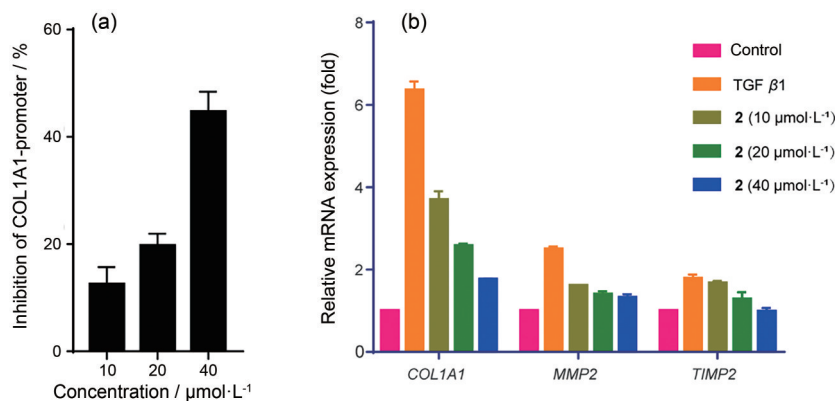 (a)
Inhibition of COL1A1-promoter / %
60
40
20
0
10 20 40
Concentration / μmol·L⁻¹
(b)
Relative mRNA expression (fold)
8
6
4
2
0
COL1A1 MMP2 TIMP2
Control
TGF β1
2 (10 μmol·L⁻¹)
2 (20 μmol·L⁻¹)
2 (40 μmol·L⁻¹)